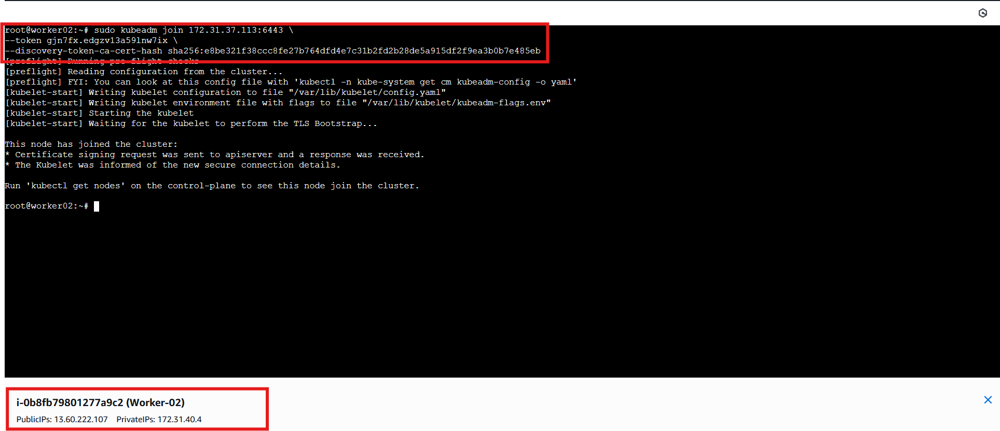 root@worker02:~# sudo kubeadm join 172.31.37.113:6443 \
--token gjn7fx.edgzv13a59lnw7ix \
--discovery-token-ca-cert-hash sha256:e8be321f38ccc8fe27b764dfd4e7c31b2fd2b28de5a915df2f9ea3b0b7e485eb
[preflight] Running pre-flight checks
[preflight] Reading configuration from the cluster...
[preflight] FYI: You can look at this config file with 'kubectl -n kube-system get cm kubeadm-config -o yaml'
[kubelet-start] Writing kubelet configuration to file "/var/lib/kubelet/config.yaml"
[kubelet-start] Writing kubelet environment file with flags to file "/var/lib/kubelet/kubeadm-flags.env"
[kubelet-start] Starting the kubelet
[kubelet-start] Waiting for the kubelet to perform the TLS Bootstrap...
This node has joined the cluster:
* Certificate signing request was sent to apiserver and a response was received.
* The Kubelet was informed of the new secure connection details.
Run 'kubectl get nodes' on the control-plane to see this node join the cluster.
root@worker02:~#
i-0b8fb79801277a9c2 (Worker-02)
PublicIPs: 13.60.222.107 PrivateIPs: 172.31.40.4